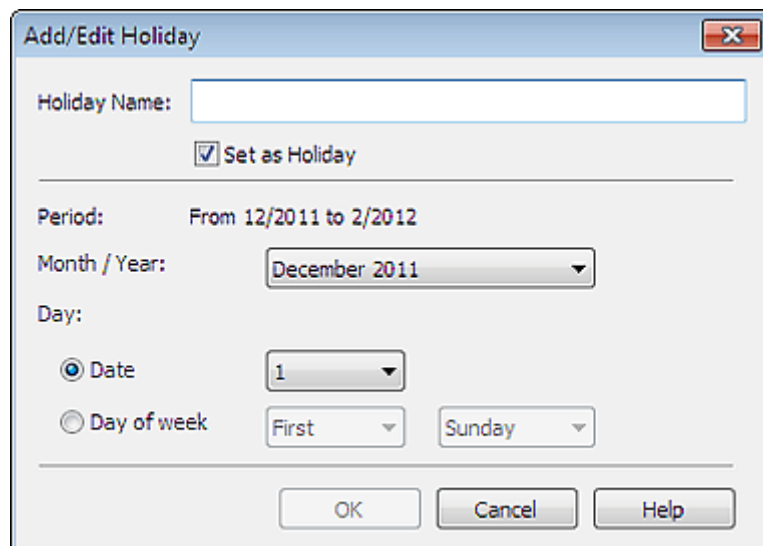 Add/Edit Holiday
Holiday Name:
Set as Holiday
Period: From 12/2011 to 2/2012
Month / Year: December 2011
Day:
Date 1
Day of week First Sunday
OK Cancel Help